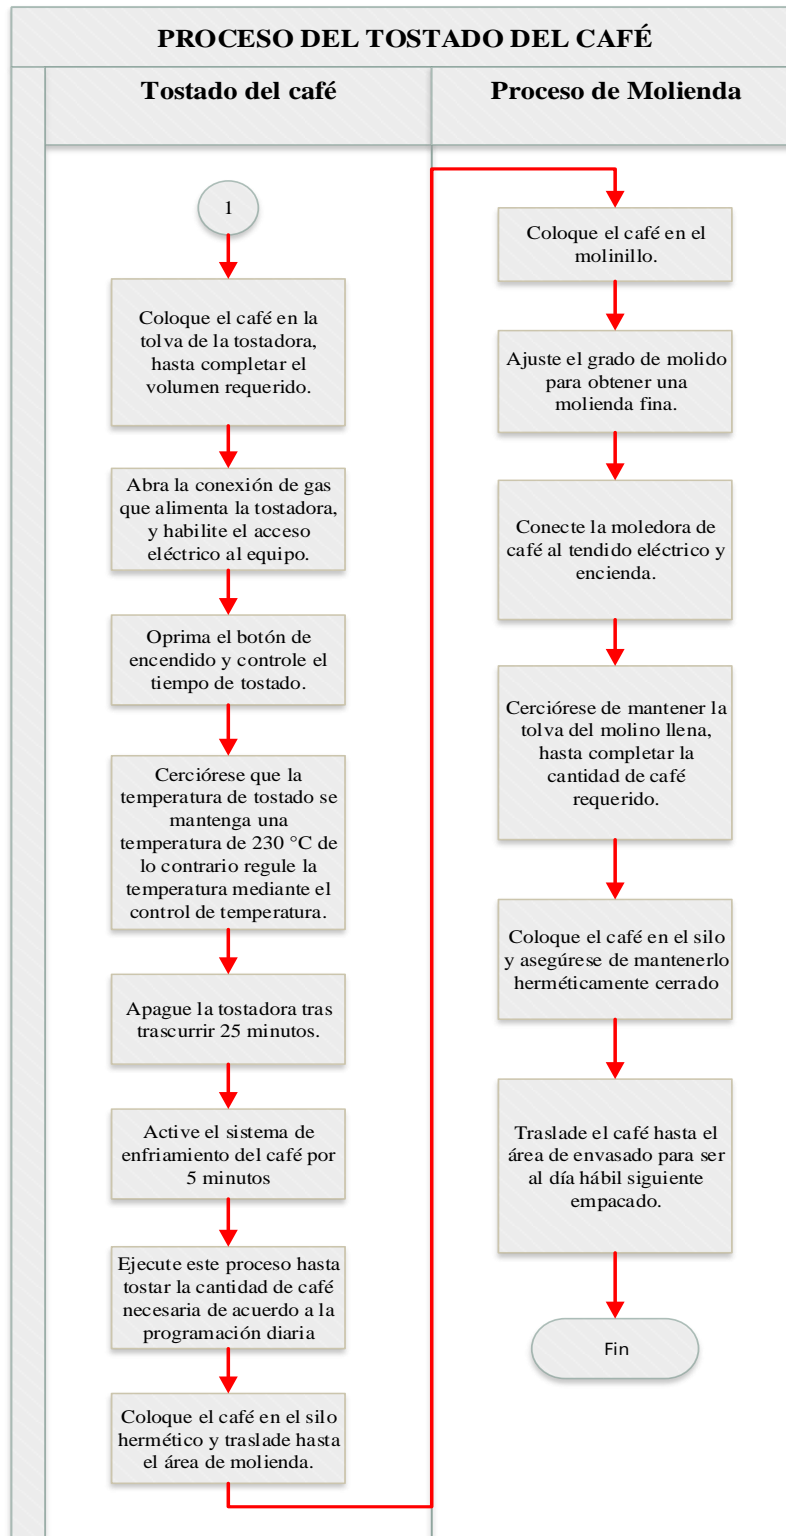 PROCESO DEL TOSTADO DEL CAFÉ
Tostado del café
1
Coloque el café en la
tolva de la tostadora,
hasta completar el
volumen requerido.
Abra la conexión de gas
que alimenta la tostadora,
y habilite el acceso
eléctrico al equipo.
Oprima el botón de
encendido y controle el
tiempo de tostado.
Cerciórese que la
temperatura de tostado se
mantenga una
temperatura de 230 °C de
lo contrario regule la
temperatura mediante el
control de temperatura.
Apague la tostadora tras
trascurrir 25 minutos.
Active el sistema de
enfriamiento del café por
5 minutos
Ejecute este proceso hasta
tostar la cantidad de café
necesaria de acuerdo a la
programación diaria
Coloque el café en el silo
hermético y traslade hasta
el área de molienda.
Proceso de Molienda
Coloque el café en el
molinillo.
Ajuste el grado de molido
para obtener una
molienda fina.
Conecte la moledora de
café al tendido eléctrico y
encienda.
Cerciórese de mantener la
tolva del molino llena,
hasta completar la
cantidad de café
requerido.
Coloque el café en el silo
y asegúrese de mantenerlo
herméticamente cerrado
Traslade el café hasta el
área de envasado para ser
al día hábil siguiente
empacado.
Fin